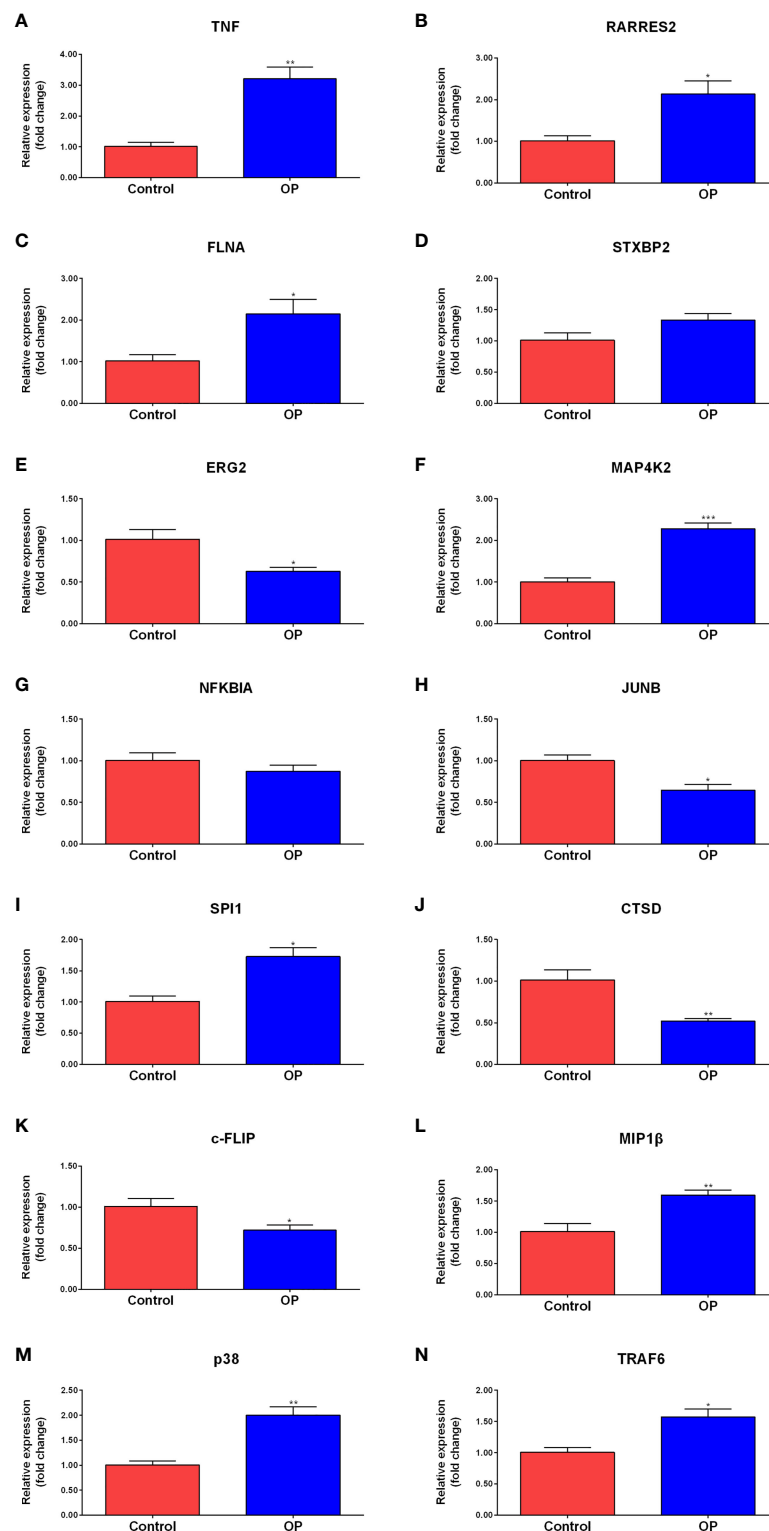 A
TNF
Relative expression
(fold change)
4.00
3.00
2.00
1.00
0.00
**
Control
OP
B
RARRES2
Relative expression
(fold change)
3.00
2.00
1.00
0.00
*
Control
OP
C
FLNA
Relative expression
(fold change)
3.00
2.00
1.00
0.00
*
Control
OP
D
STXBP2
Relative expression
(fold change)
2.00
1.50
1.00
0.50
0.00
Control
OP
E
ERG2
Relative expression
(fold change)
1.50
1.00
0.50
0.00
*
Control
OP
F
MAP4K2
Relative expression
(fold change)
3.00
2.00
1.00
0.00
***
Control
OP
G
NFKBIA
Relative expression
(fold change)
1.50
1.00
0.50
0.00
Control
OP
H
JUNB
Relative expression
(fold change)
1.50
1.00
0.50
0.00
*
Control
OP
I
SPI1
Relative expression
(fold change)
2.00
1.50
1.00
0.50
0.00
*
Control
OP
J
CTSD
Relative expression
(fold change)
1.50
1.00
0.50
0.00
**
Control
OP
K
c-FLIP
Relative expression
(fold change)
1.50
1.00
0.50
0.00
*
Control
OP
L
MIP1β
Relative expression
(fold change)
2.00
1.50
1.00
0.50
0.00
**
Control
OP
M
p38
Relative expression
(fold change)
2.50
2.00
1.50
1.00
0.50
0.00
**
Control
OP
N
TRAF6
Relative expression
(fold change)
2.00
1.50
1.00
0.50
0.00
*
Control
OP